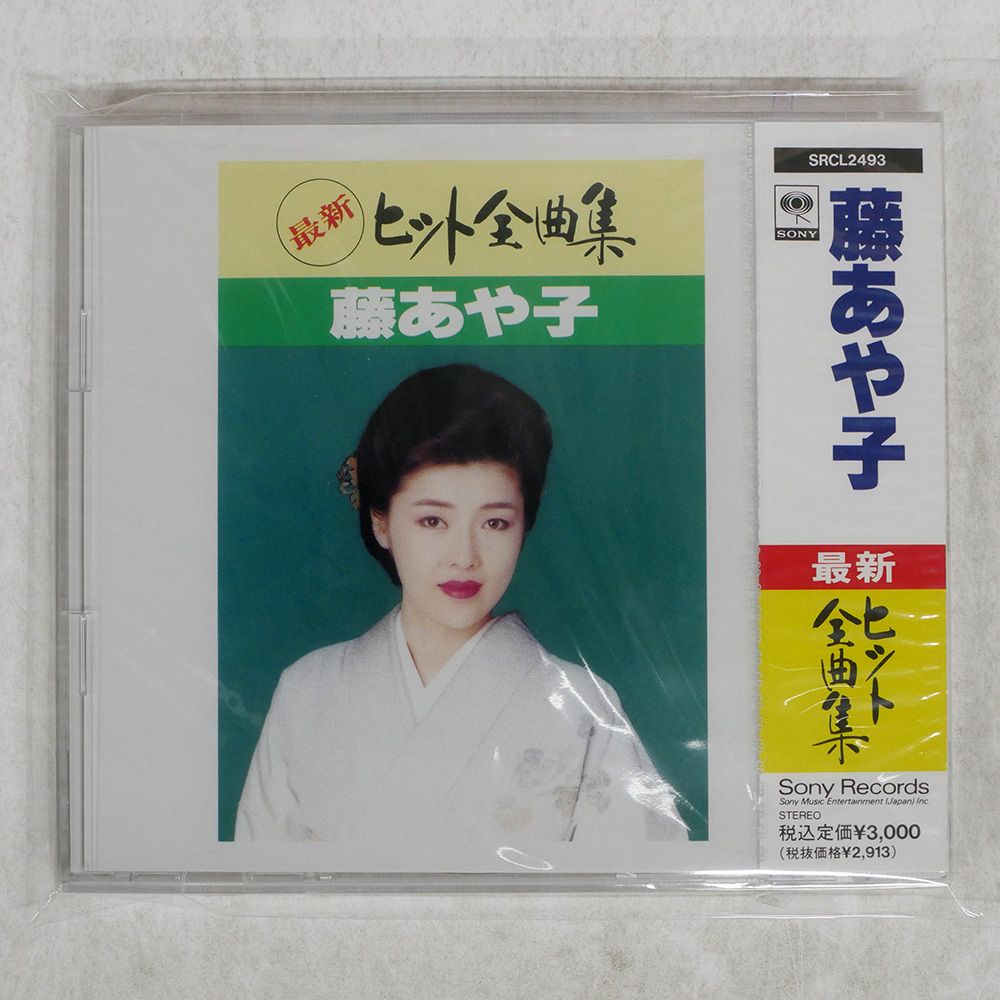 最新
ヒット全曲集
藤あや子
SRCL2493
SONY
藤あや子
最新
ヒット
全曲集
Sony Records
Sony Music Entertainment (Japan) Inc.
STEREO
税込定価¥3,000
(税抜価格¥2,913)